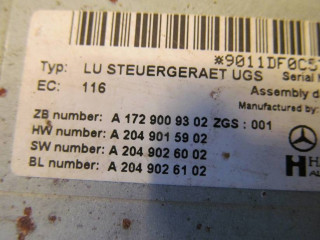 *9011DF0C5
Typ: LU STEUERGERAET UGS Serial
EC: 116 Assembly d
Manufactured by:
ZB number: A 172 900 93 02 ZGS : 001
HW number: A 204 901 59 02
SW number: A 204 902 60 02
BL number: A 204 902 61 02